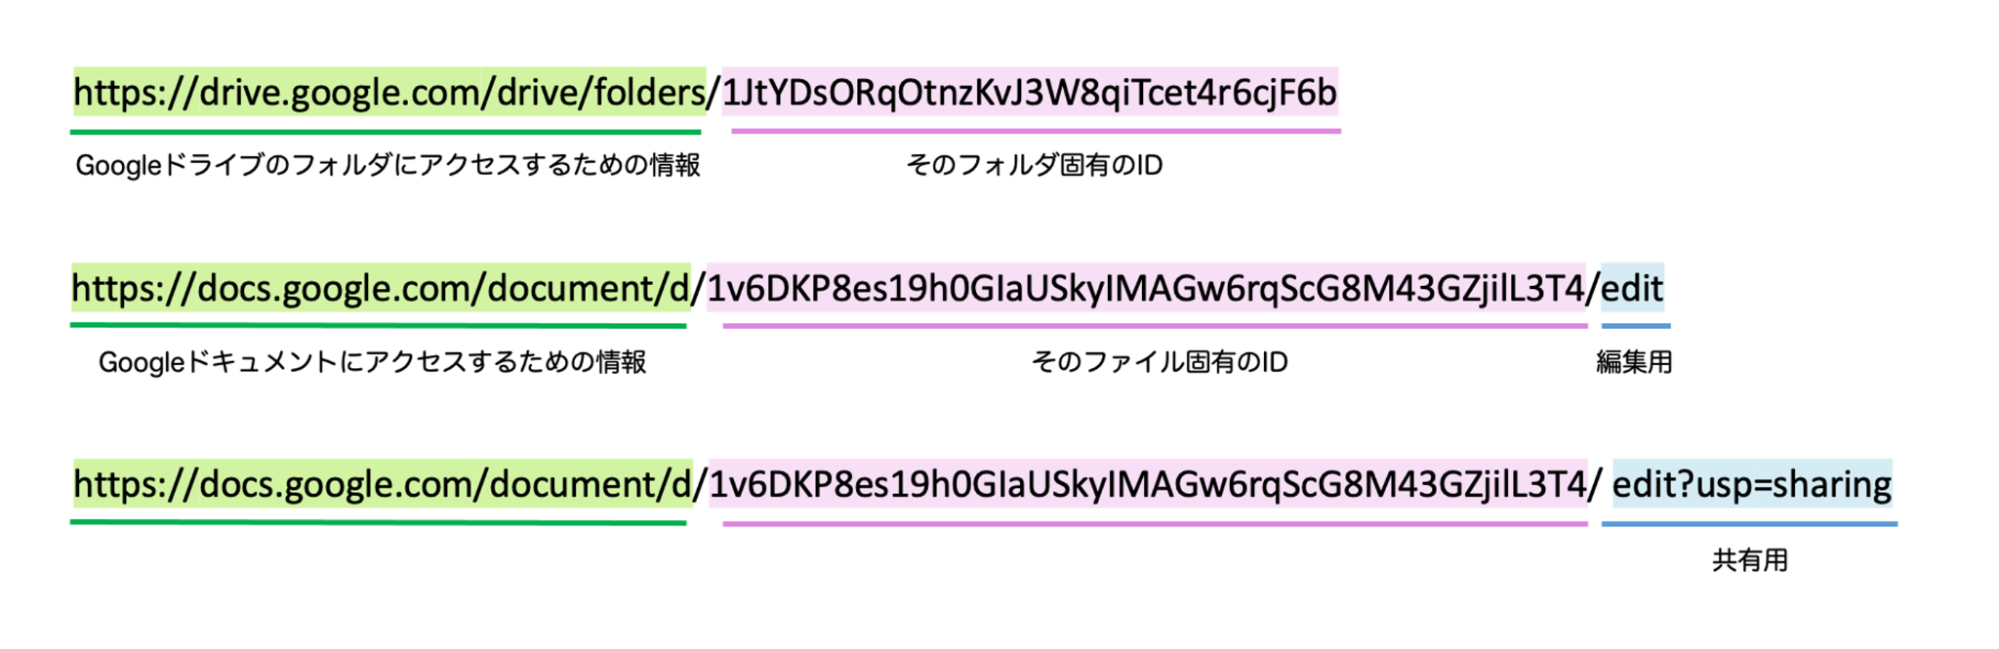 https://drive.google.com/drive/folders/1JtYDsORqOtnzKvJ3W8qiTcet4r6cjF6b
Googleドライブのフォルダにアクセスするための情報 そのフォルダ固有のID
https://docs.google.com/document/d/1v6DKP8es19h0GIaUSkyIMAGw6rqScG8M43GZjilL3T4/edit
Googleドキュメントにアクセスするための情報 そのファイル固有のID 編集用
https://docs.google.com/document/d/1v6DKP8es19h0GIaUSkyIMAGw6rqScG8M43GZjilL3T4/ edit?usp=sharing
共有用